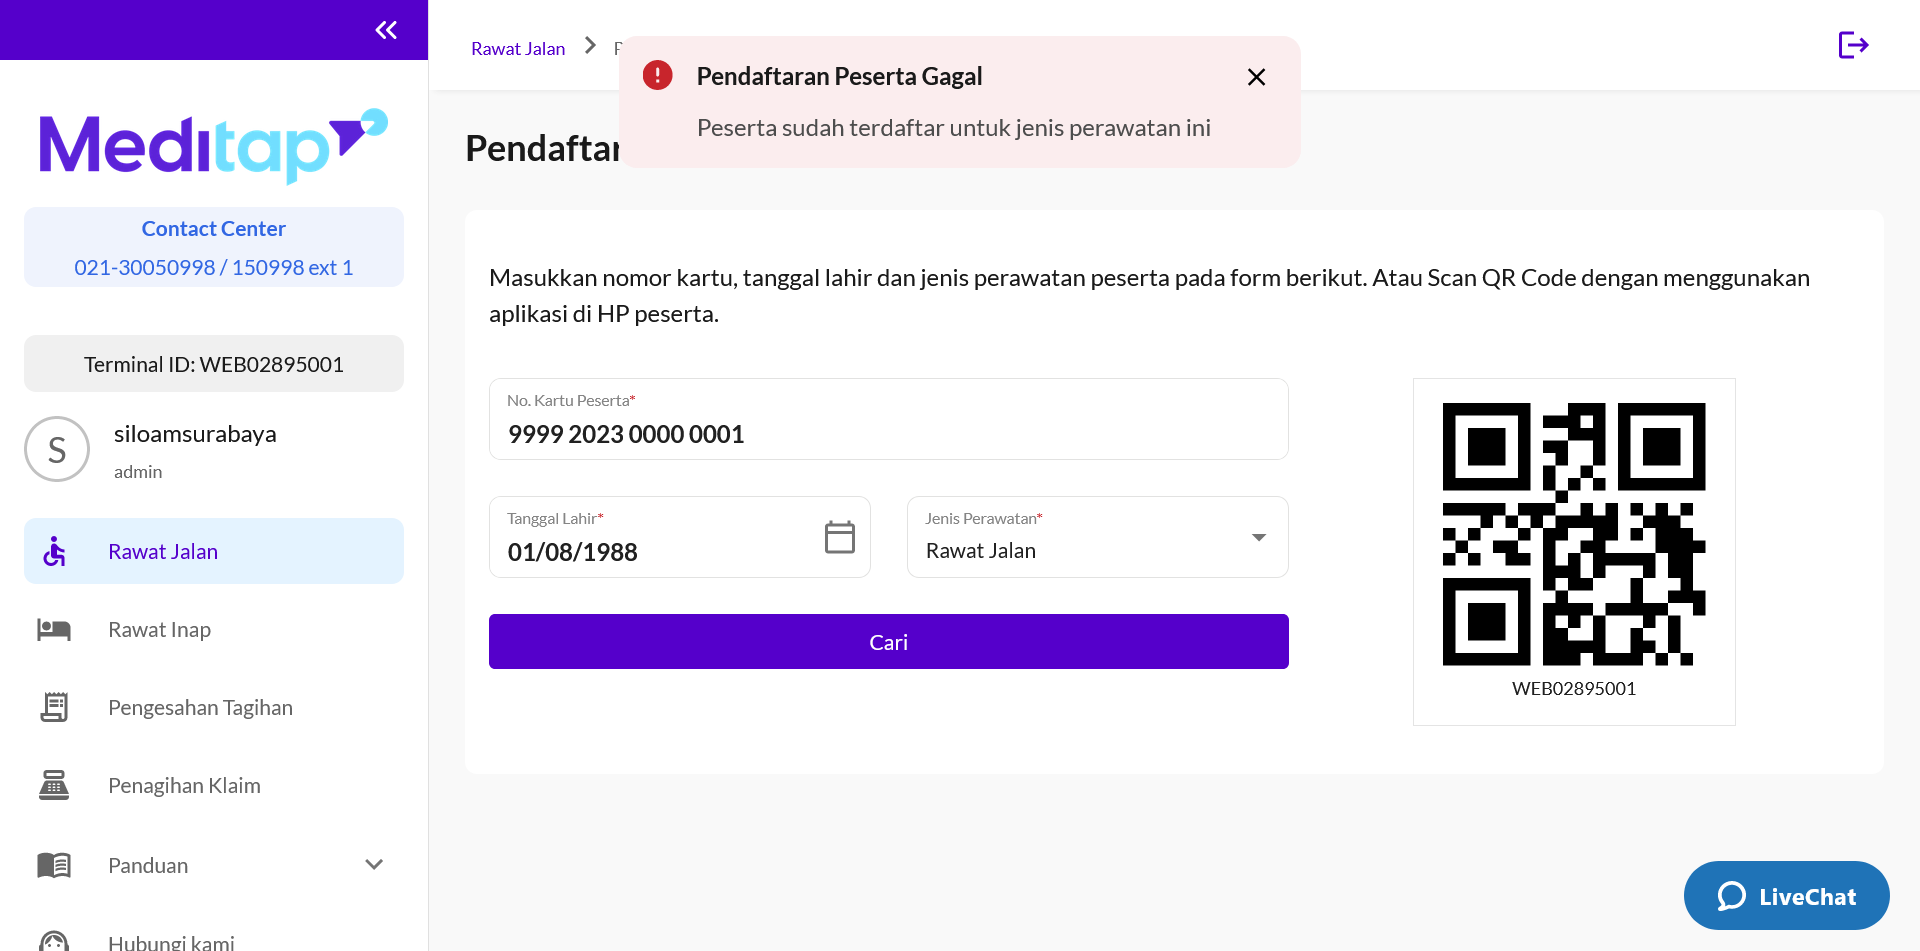 Rawat Jalan
Pendaftaran Peserta Gagal
Peserta sudah terdaftar untuk jenis perawatan ini
Meditap
Contact Center
021-30050998 / 150998 ext 1
Terminal ID: WEB02895001
S
siloamsurabaya
admin
Rawat Jalan
Rawat Inap
Pengesahan Tagihan
Penagihan Klaim
Panduan
Hubungi kami
Masukkan nomor kartu, tanggal lahir dan jenis perawatan peserta pada form berikut. Atau Scan QR Code dengan menggunakan
aplikasi di HP peserta.
No. Kartu Peserta*
9999 2023 0000 0001
Tanggal Lahir*
01/08/1988
Jenis Perawatan*
Rawat Jalan
Cari
WEB02895001
LiveChat